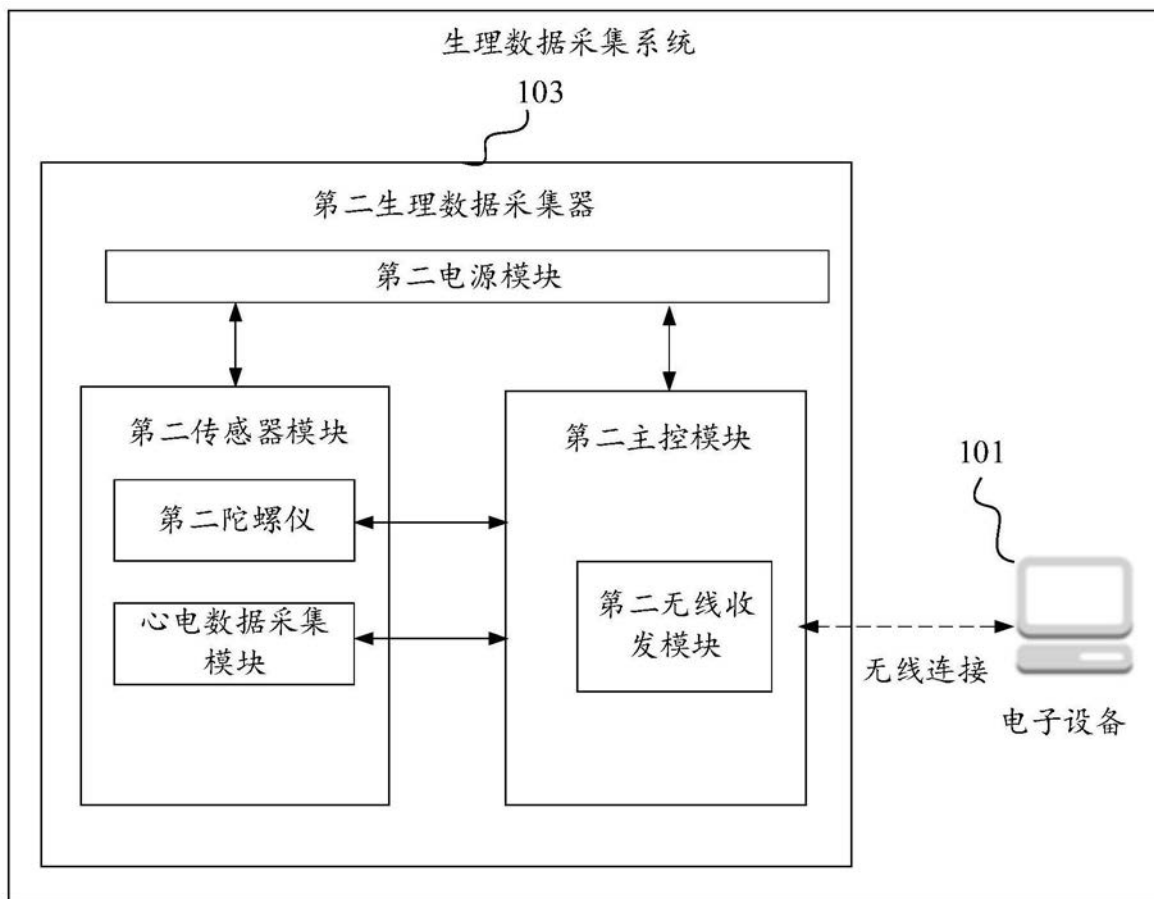 生理数据采集系统
103
第二生理数据采集器
第二电源模块
第二传感器模块
第二陀螺仪
心电数据采集
模块
第二主控模块
第二无线收
发模块
101
无线连接
电子设备